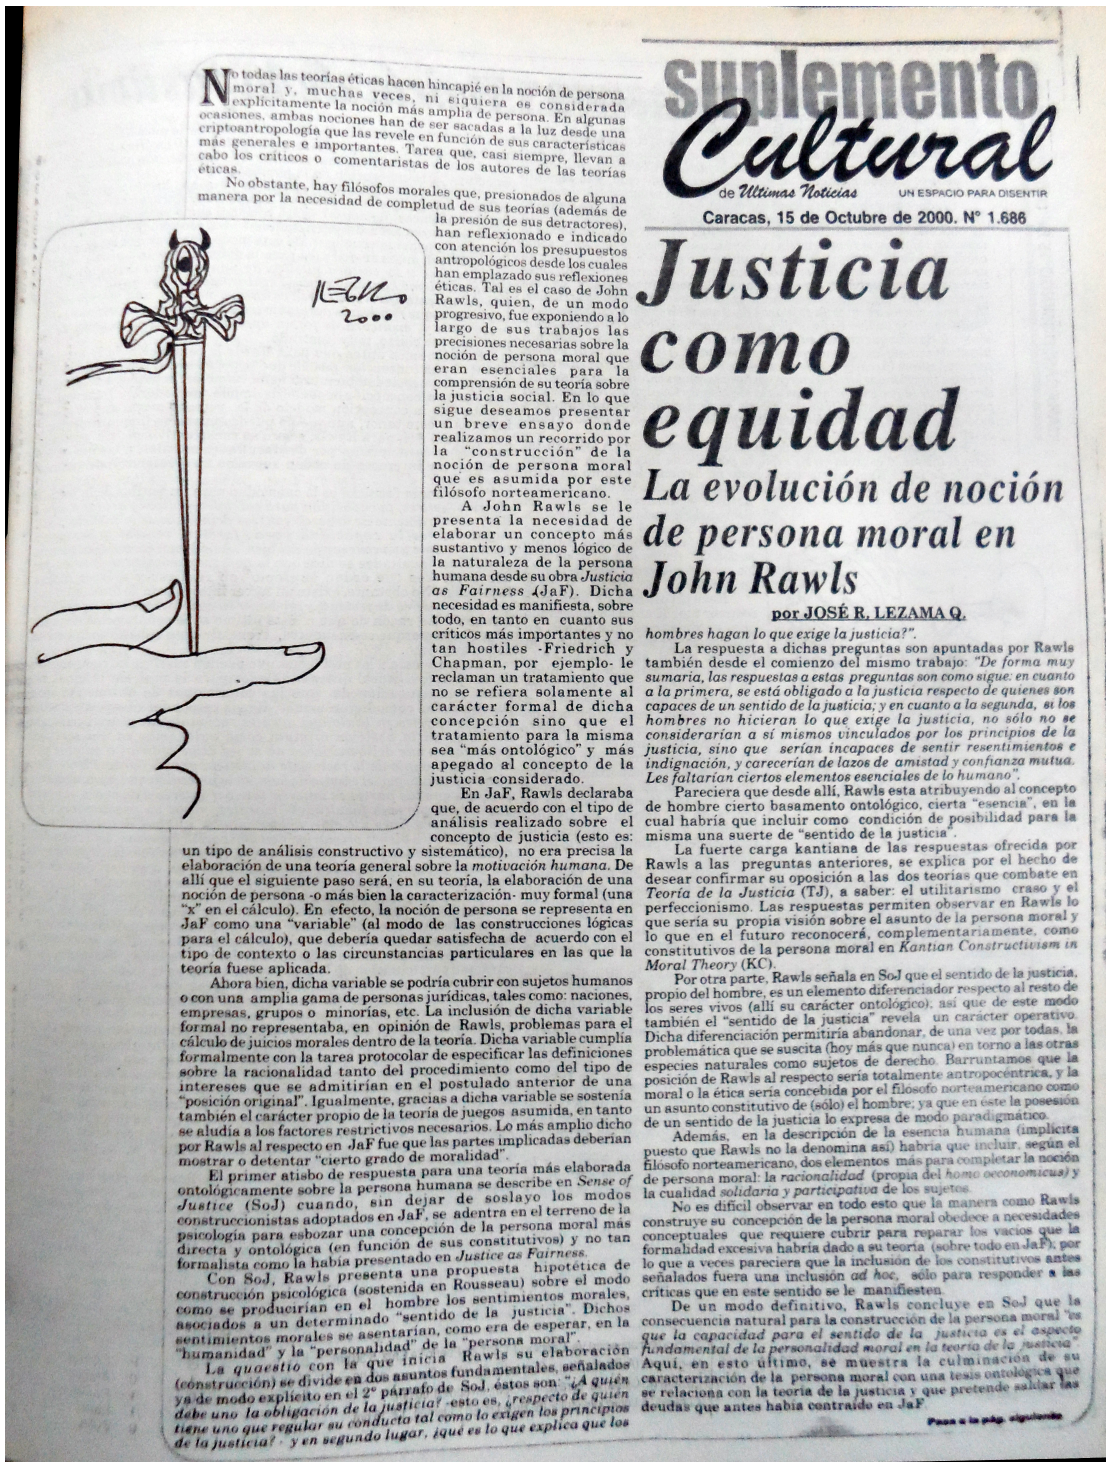 suplemento
Cultural
de Ultimas Noticias UN ESPACIO PARA DISENTIR
Caracas, 15 de Octubre de 2000. N° 1.686
Justicia
como
equidad
La evolución de noción
de persona moral en
John Rawls
por JOSÉ R. LEZAMA Q.
No todas las teorías éticas hacen hincapié en la noción de persona
moral y, muchas veces, ni siquiera es considerada
explícitamente la noción más amplia de persona. En algunas
ocasiones, ambas nociones han de ser sacadas a la luz desde una
criptoantropología que las revele en función de sus características
más generales e importantes. Tarea que, casi siempre, llevan a
cabo los críticos o comentaristas de los autores de las teorías
éticas.
No obstante, hay filósofos morales que, presionados de alguna
manera por la necesidad de completud de sus teorías (además de
la presión de sus detractores),
han reflexionado e indicado
con atención los presupuestos
antropológicos desde los cuales
han emplazado sus reflexiones
éticas. Tal es el caso de John
Rawls, quien, de un modo
progresivo, fue exponiendo a lo
largo de sus trabajos las
precisiones necesarias sobre la
noción de persona moral que
eran esenciales para la
comprensión de su teoría sobre
la justicia social. En lo que
sigue deseamos presentar
un breve ensayo donde
realizamos un recorrido por
la "construcción" de la
noción de persona moral
que es asumida por este
filósofo norteamericano.
A John Rawls se le
presenta la necesidad de
elaborar un concepto más
sustantivo y menos lógico de
la naturaleza de la persona
humana desde su obra Justicia
as Fairness (JaF). Dicha
necesidad es manifiesta, sobre
todo, en tanto en cuanto sus
críticos más importantes y no
tan hostiles -Friedrich y
Chapman, por ejemplo- le
reclaman un tratamiento que
no se refiera solamente al
carácter formal de dicha
concepción sino que el
tratamiento para la misma
sea "más ontológico" y más
apegado al concepto de la
justicia considerado.
En JaF, Rawls declaraba
que, de acuerdo con el tipo de
análisis realizado sobre el
concepto de justicia (esto es:
un tipo de análisis constructivo y sistemático), no era precisa la
elaboración de una teoría general sobre la motivación humana. De
allí que el siguiente paso será, en su teoría, la elaboración de una
noción de persona -o más bien la caracterización- muy formal (una
"x" en el cálculo). En efecto, la noción de persona se representa en
JaF como una "variable" (al modo de las construcciones lógicas
para el cálculo), que debería quedar satisfecha de acuerdo con el
tipo de contexto o las circunstancias particulares en las que la
teoría fuese aplicada.
Ahora bien, dicha variable se podría cubrir con sujetos humanos
o con una amplia gama de personas jurídicas, tales como: naciones,
empresas, grupos o minorías, etc. La inclusión de dicha variable
formal no representaba, en opinión de Rawls, problemas para el
cálculo de juicios morales dentro de la teoría. Dicha variable cumplía
formalmente con la tarea protocolar de especificar las definiciones
sobre la racionalidad tanto del procedimiento como del tipo de
intereses que se admitirían en el postulado anterior de una
"posición original". Igualmente, gracias a dicha variable se sostenía
también el carácter propio de la teoría de juegos asumida, en tanto
se aludía a los factores restrictivos necesarios. Lo más amplio dicho
por Rawls al respecto en JaF fue que las partes implicadas deberían
mostrar o detentar "cierto grado de moralidad".
El primer atisbo de respuesta para una teoría más elaborada
ontológicamente sobre la persona humana se describe en Sense of
Justice (SoJ) cuando, sin dejar de soslayo los modos
construccionistas adoptados en JaF, se adentra en el terreno de la
psicología para esbozar una concepción de la persona moral más
directa y ontológica (en función de sus constitutivos) y no tan
formalista como la había presentado en Justice as Fairness.
Con SoJ, Rawls presenta una propuesta hipotética de
construcción psicológica (sostenida en Rousseau) sobre el modo
como se producirían en el hombre los sentimientos morales,
asociados a un determinado "sentido de la justicia". Dichos
sentimientos morales se asentarían, como era de esperar, en la
"humanidad" y la "personalidad" de la "persona moral".
La quaestio con la que inicia Rawls su elaboración
(construcción) se divide en dos asuntos fundamentales, señalados
ya de modo explícito en el 2° párrafo de SoJ, éstos son: "¿A quién
debe uno la obligación de la justicia? -esto es, ¿respecto de quien
tiene uno que regular su conducta tal como lo exigen los principios
de la justicia?- y en segundo lugar, ¿qué es lo que explica que los
hombres hagan lo que exige la justicia?".
La respuesta a dichas preguntas son apuntadas por Rawls
también desde el comienzo del mismo trabajo: "De forma muy
sumaria, las respuestas a estas preguntas son como sigue: en cuanto
a la primera, se está obligado a la justicia respecto de quienes son
capaces de un sentido de la justicia; y en cuanto a la segunda, si los
hombres no hicieran lo que exige la justicia, no sólo no se
considerarían a sí mismos vinculados por los principios de la
justicia, sino que serían incapaces de sentir resentimientos e
indignación, y carecerían de lazos de amistad y confianza mutua.
Les faltarían ciertos elementos esenciales de lo humano".
Pareciera que desde allí, Rawls esta atribuyendo al concepto
de hombre cierto basamento ontológico, cierta "esencia", en la
cual habría que incluir como condición de posibilidad para la
misma una suerte de "sentido de la justicia".
La fuerte carga kantiana de las respuestas ofrecida por
Rawls a las preguntas anteriores, se explica por el hecho de
desear confirmar su oposición a las dos teorías que combate en
Teoría de la Justicia (TJ), a saber: el utilitarismo craso y el
perfeccionismo. Las respuestas permiten observar en Rawls lo
que sería su propia visión sobre el asunto de la persona moral y
lo que en el futuro reconocerá, complementariamente, como
constitutivos de la persona moral en Kantian Constructivism in
Moral Theory (KC).
Por otra parte, Rawls señala en SoJ que el sentido de la justicia,
propio del hombre, es un elemento diferenciador respecto al resto de
los seres vivos (allí su carácter ontológico), así que de este modo
también el "sentido de la justicia" revela un carácter operativo.
Dicha diferenciación permitiría abandonar, de una vez por todas, la
problemática que se suscita (hoy más que nunca) en torno a las otras
especies naturales como sujetos de derecho. Barruntamos que la
posición de Rawls al respecto sería totalmente antropocéntrica, y la
moral o la ética sería concebida por el filósofo norteamericano como
un asunto constitutivo de (sólo) el hombre, ya que en éste la posesión
de un sentido de la justicia lo expresa de modo paradigmático.
Además, en la descripción de la esencia humana (implícita
puesto que Rawls no la denomina así) habría que incluir, según el
filósofo norteamericano, dos elementos más para completar la noción
de persona moral: la racionalidad (propia del homo oeconomicus) y
la cualidad solidaria y participativa de los sujetos.
No es difícil observar en todo esto que la manera como Rawls
construye su concepción de la persona moral obedece a necesidades
conceptuales que requiere cubrir para reparar los vacíos que la
formalidad excesiva habría dado a su teoría (sobre todo en JaF), por
lo que a veces pareciera que la inclusión de los constitutivos antes
señalados fuera una inclusión ad hoc, sólo para responder a las
críticas que en este sentido se le manifiesten.
De un modo definitivo, Rawls concluye en SoJ que la
consecuencia natural para la construcción de la persona moral "es
que la capacidad para el sentido de la justicia es el aspecto
fundamental de la personalidad moral en la teoría de la justicia".
Aquí, en esto último, se muestra la culminación de su
caracterización de la persona moral con una tesis ontológica que
se relaciona con la teoría de la justicia y que pretende saldar las
deudas que antes había contraído en JaF.
Pasa a la pág. siguiente
2000